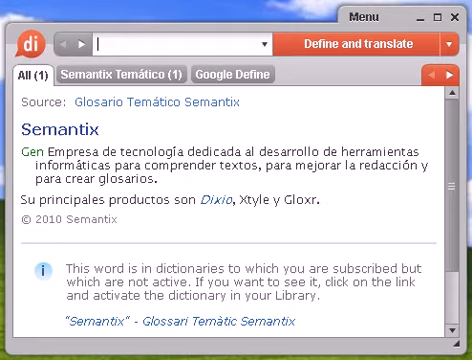 Menu
di
Define and translate
All (1)
Semantix Temático (1)
Google Define
Source: Glosario Temático Semantix
Semantix
Gen Empresa de tecnología dedicada al desarrollo de herramientas
informáticas para comprender textos, para mejorar la redacción y
para crear glosarios.
Su principales productos son Dixio, Xtyle y Gloxr.
© 2010 Semantix
i
This word is in dictionaries to which you are subscribed but
which are not active. If you want to see it, click on the link
and activate the dictionary in your Library.
"Semantix" - Glossari Temàtic Semantix